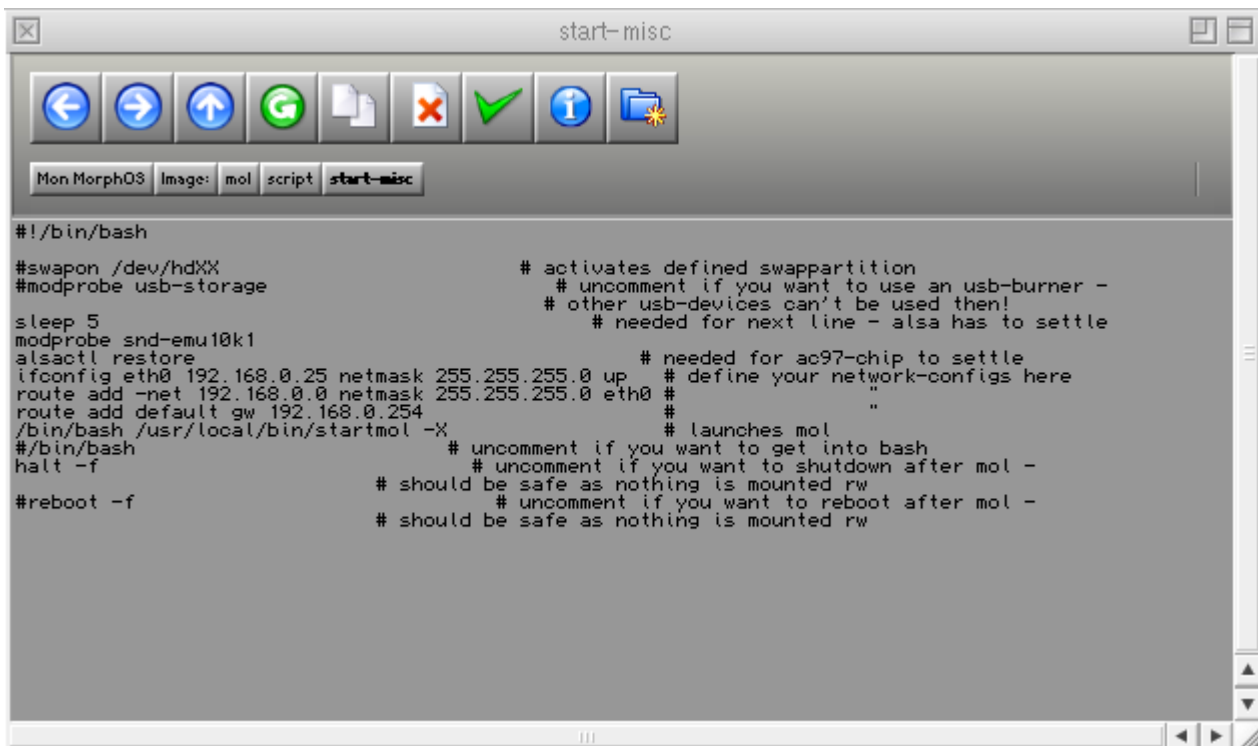 start-misc
Mon MorphOS Image: mol script start-misc
#!/bin/bash
#swapon /dev/hdXX # activates defined swappartition
#modprobe usb-storage # uncomment if you want to use an usb-burner -
# other usb-devices can't be used then!
sleep 5 # needed for next line - alsa has to settle
modprobe snd-emu10k1
alsactl restore # needed for ac97-chip to settle
ifconfig eth0 192.168.0.25 netmask 255.255.255.0 up # define your network-configs here
route add -net 192.168.0.0 netmask 255.255.255.0 eth0 # "
route add default gw 192.168.0.254 # "
/bin/bash /usr/local/bin/startmol -X # launches mol
#/bin/bash # uncomment if you want to get into bash
halt -f # uncomment if you want to shutdown after mol -
# should be safe as nothing is mounted rw
#reboot -f # uncomment if you want to reboot after mol -
# should be safe as nothing is mounted rw